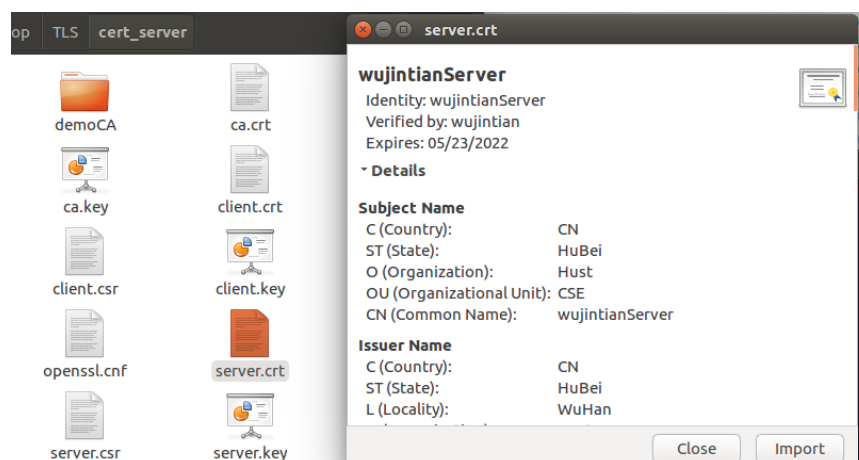 op TLS cert_server
demoCA
ca.crt
ca.key
client.crt
client.csr
client.key
openssl.cnf
server.crt
server.csr
server.key
server.crt
wujintianServer
Identity: wujintianServer
Verified by: wujintian
Expires: 05/23/2022
Details
Subject Name
C (Country): CN
ST (State): HuBei
O (Organization): Hust
OU (Organizational Unit): CSE
CN (Common Name): wujintianServer
Issuer Name
C (Country): CN
ST (State): HuBei
L (Locality): WuHan
Close Import